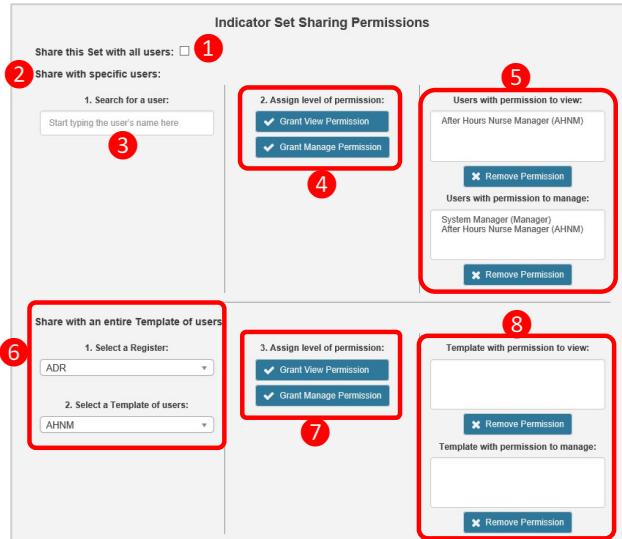 Indicator Set Sharing Permissions
Share this Set with all users:
1
2
Share with specific users:
1. Search for a user:
Start typing the user's name here
3
2. Assign level of permission:
✔ Grant View Permission
✔ Grant Manage Permission
4
5
Users with permission to view:
After Hours Nurse Manager (AHNM)
✖ Remove Permission
Users with permission to manage:
System Manager (Manager)
After Hours Nurse Manager (AHNM)
✖ Remove Permission
Share with an entire Template of users
6
1. Select a Register:
ADR
2. Select a Template of users:
AHNM
3. Assign level of permission:
✔ Grant View Permission
✔ Grant Manage Permission
7
8
Template with permission to view:
✖ Remove Permission
Template with permission to manage:
✖ Remove Permission